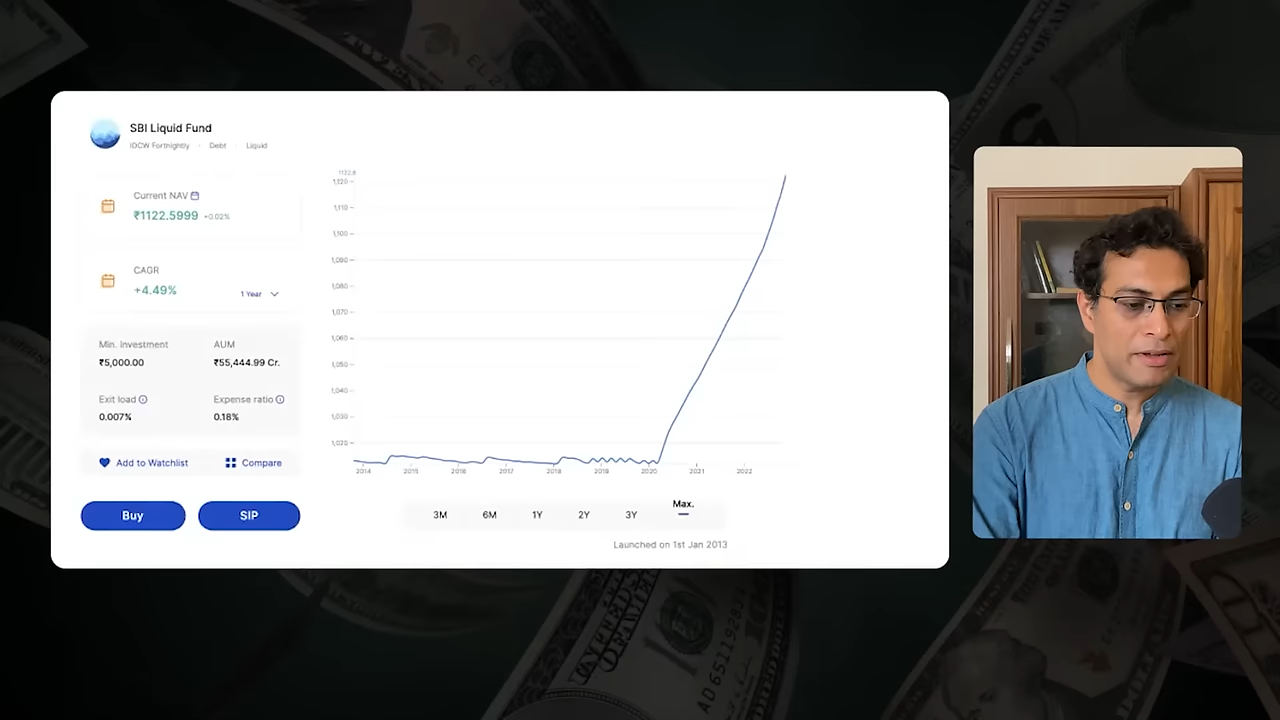 SBI Liquid Fund
IDCW Fortnightly · Debt · Liquid
Current NAV
₹1122.5999 +0.02%
CAGR
+4.49%
1 Year
Min. investment
AUM
₹5,000.00
₹55,444.99 Cr.
Exit load
Expense ratio
0.007%
0.18%
Add to Watchlist
Compare
Buy
SIP
1122.6
1,120
1,110
1,100
1,090
1,080
1,070
1,060
1,050
1,040
1,030
1,020
2014 2015 2016 2017 2018 2019 2020 2021 2022
3M 6M 1Y 2Y 3Y Max.
Launched on 1st Jan 2013
AD65119283